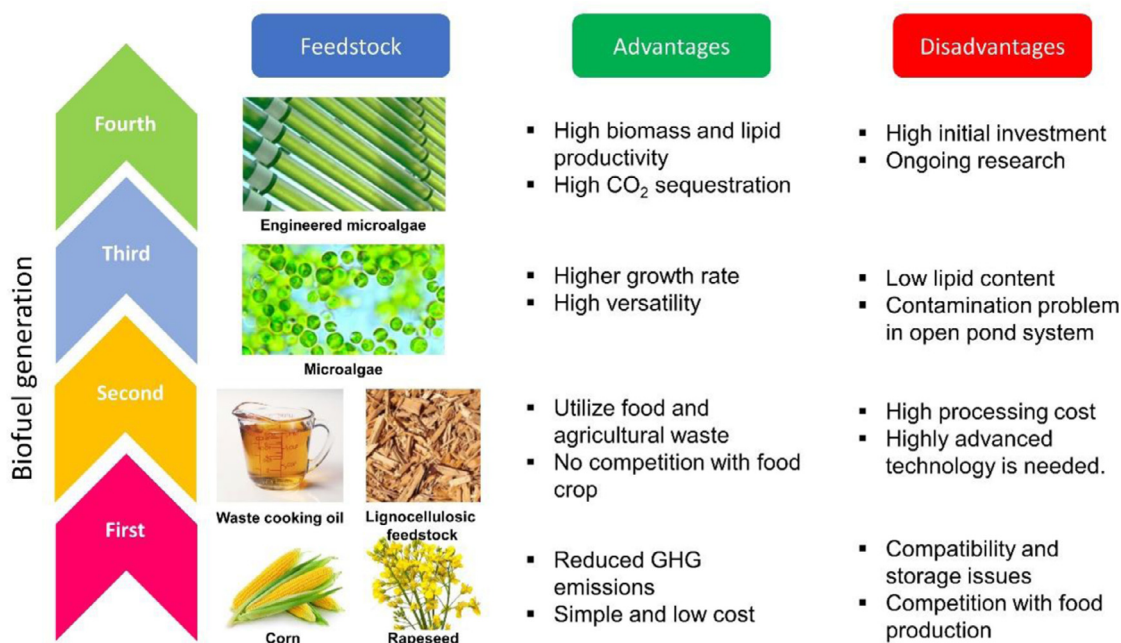 Feedstock
Advantages
Disadvantages
Biofuel generation
Fourth
Engineered microalgae
▪ High biomass and lipid
productivity
▪ High CO₂ sequestration
▪ High initial investment
▪ Ongoing research
Third
Microalgae
▪ Higher growth rate
▪ High versatility
▪ Low lipid content
▪ Contamination problem
in open pond system
Second
Waste cooking oil
Lignocellulosic
feedstock
▪ Utilize food and
agricultural waste
▪ No competition with food
crop
▪ High processing cost
▪ Highly advanced
technology is needed.
First
Corn
Rapeseed
▪ Reduced GHG
emissions
▪ Simple and low cost
▪ Compatibility and
storage issues
▪ Competition with food
production